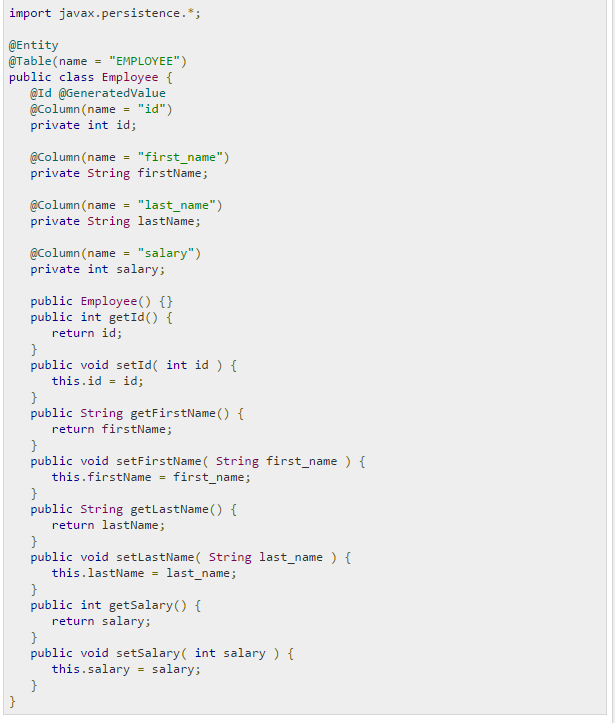 import javax.persistence.*;
@Entity
@Table(name = "EMPLOYEE")
public class Employee {
@Id @GeneratedValue
@Column(name = "id")
private int id;
@Column(name = "first_name")
private String firstName;
@Column(name = "last_name")
private String lastName;
@Column(name = "salary")
private int salary;
public Employee() {}
public int getId() {
return id;
}
public void setId( int id ) {
this.id = id;
}
public String getFirstName() {
return firstName;
}
public void setFirstName( String first_name ) {
this.firstName = first_name;
}
public String getLastName() {
return lastName;
}
public void setLastName( String last_name ) {
this.lastName = last_name;
}
public int getSalary() {
return salary;
}
public void setSalary( int salary ) {
this.salary = salary;
}
}